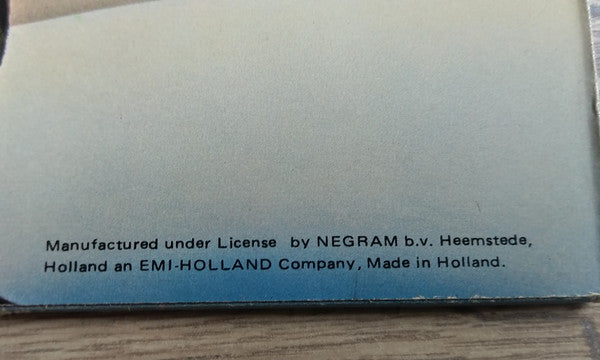 Manufactured under License by NEGRAM b.v. Heemstede,
Holland an EMI-HOLLAND Company, Made in Holland.